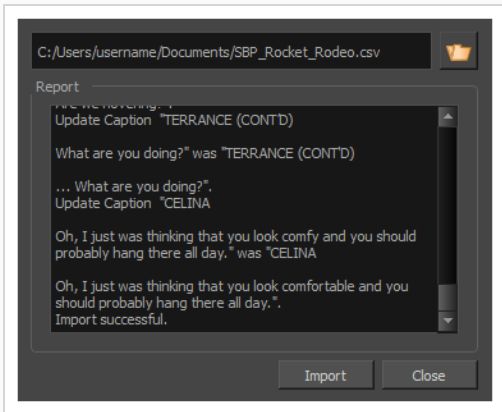 C:/Users/username/Documents/SBP_Rocket_Rodeo.csv
Report
Are we hovering?".
Update Caption "TERRANCE (CONT'D)
What are you doing?" was "TERRANCE (CONT'D)
... What are you doing?".
Update Caption "CELINA
Oh, I just was thinking that you look comfy and you should
probably hang there all day." was "CELINA
Oh, I just was thinking that you look comfortable and you
should probably hang there all day.".
Import successful.
Import
Close